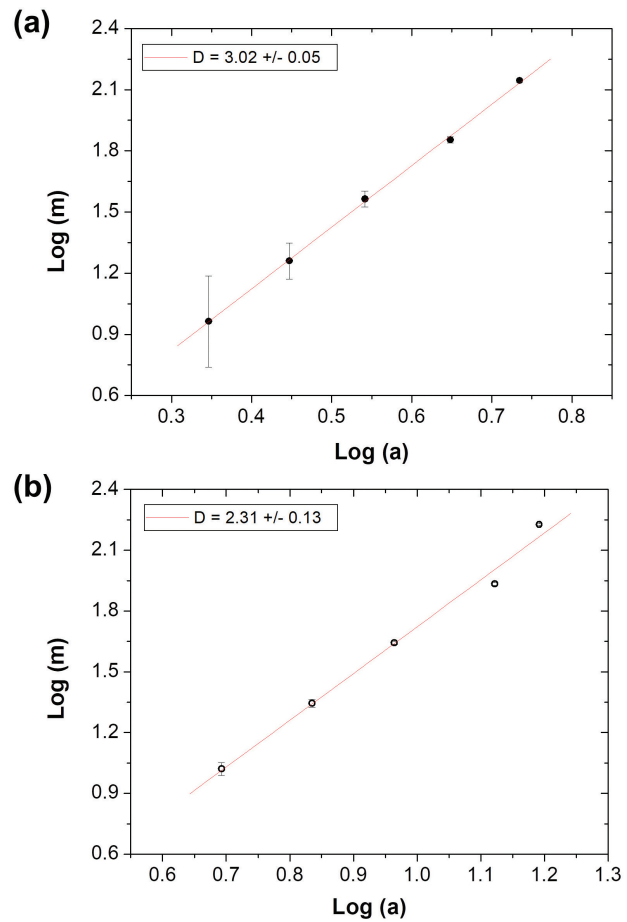 (a)
2.4
D = 3.02 +/- 0.05
2.1
1.8
1.5
1.2
0.9
0.6
Log (m)
0.3 0.4 0.5 0.6 0.7 0.8
Log (a)
(b)
2.4
D = 2.31 +/- 0.13
2.1
1.8
1.5
1.2
0.9
0.6
Log (m)
0.6 0.7 0.8 0.9 1.0 1.1 1.2 1.3
Log (a)